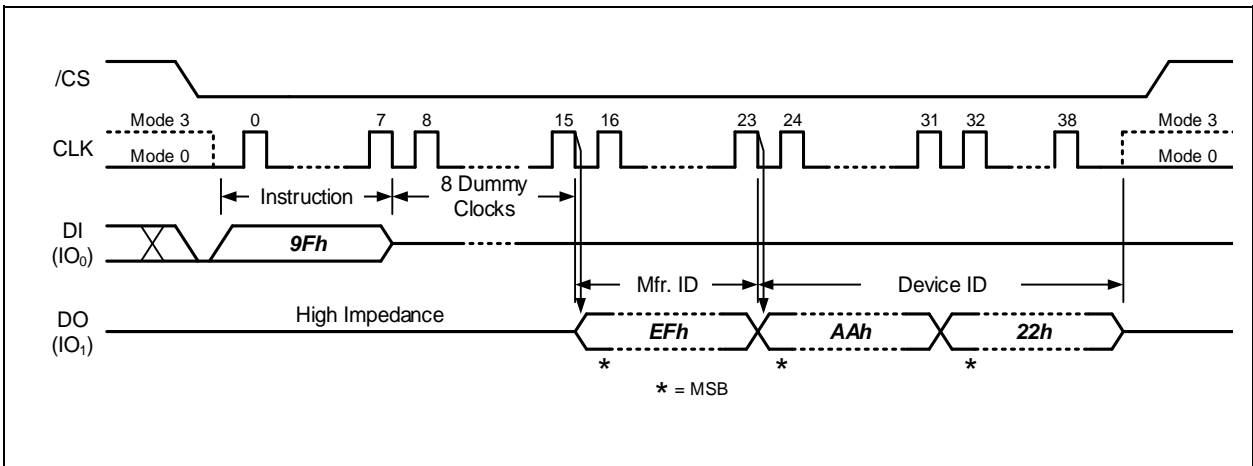 /CS
Mode 3 0 7 8 15 16 23 24 31 32 38 Mode 3
CLK
Mode 0 Mode 0
Instruction 8 Dummy
Clocks
DI
(IO₀) 9Fh
Mfr. ID Device ID
DO High Impedance
(IO₁) EFh AAh 22h
* * *
* = MSB